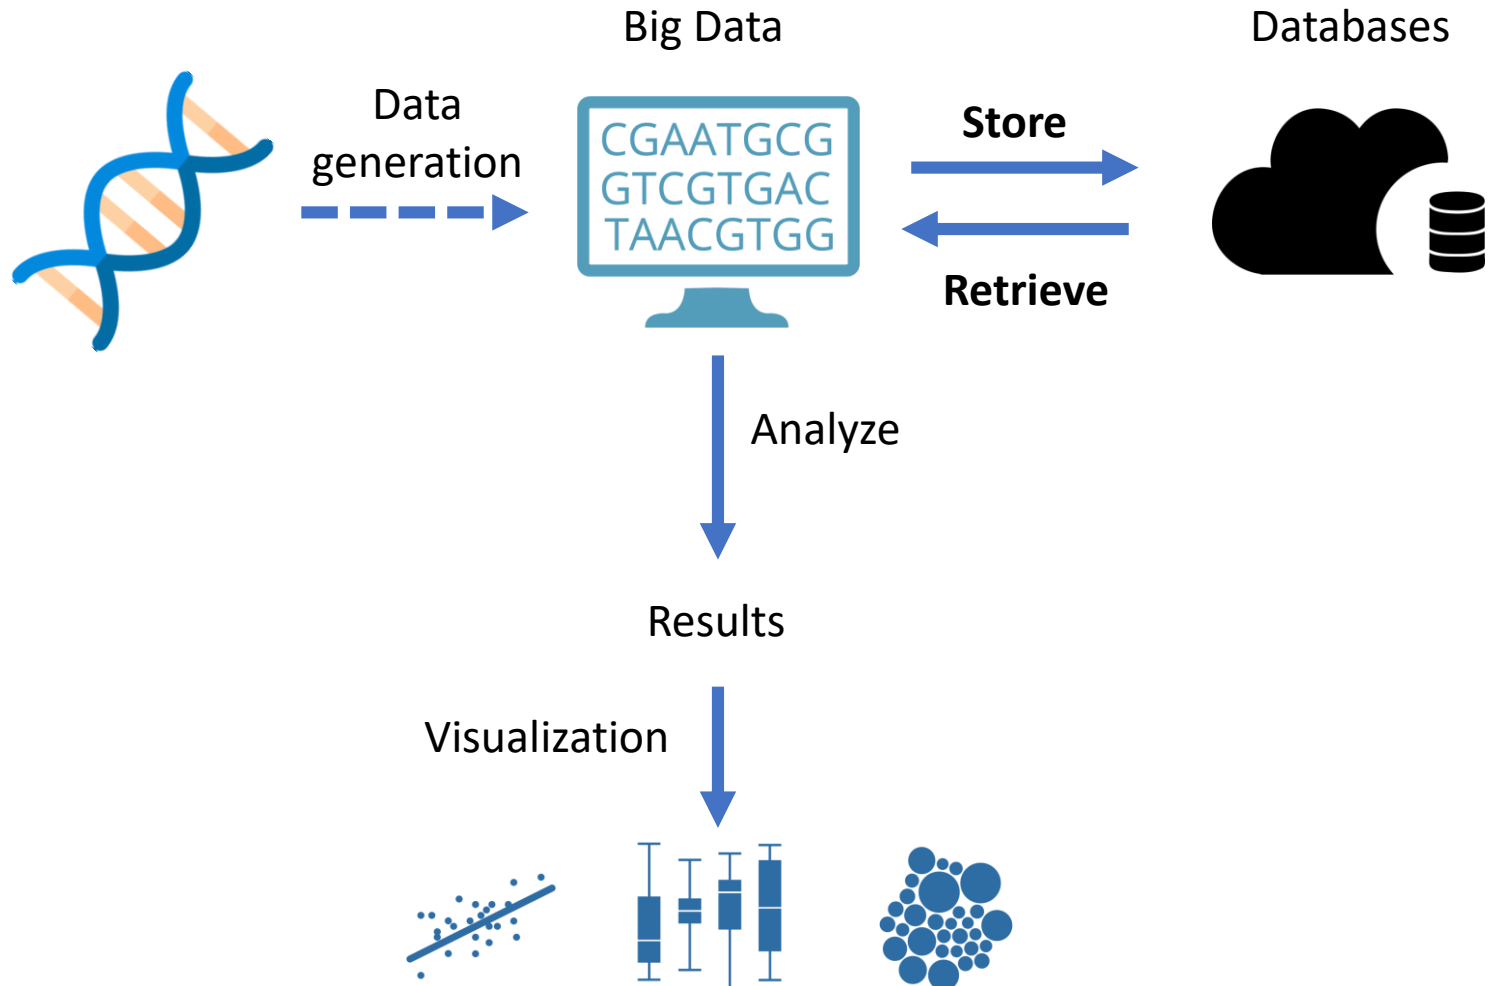 Big Data
Databases
Data
generation
CGAATGCG
GTCGTGAC
TAACGTGG
Store
Retrieve
Analyze
Results
Visualization